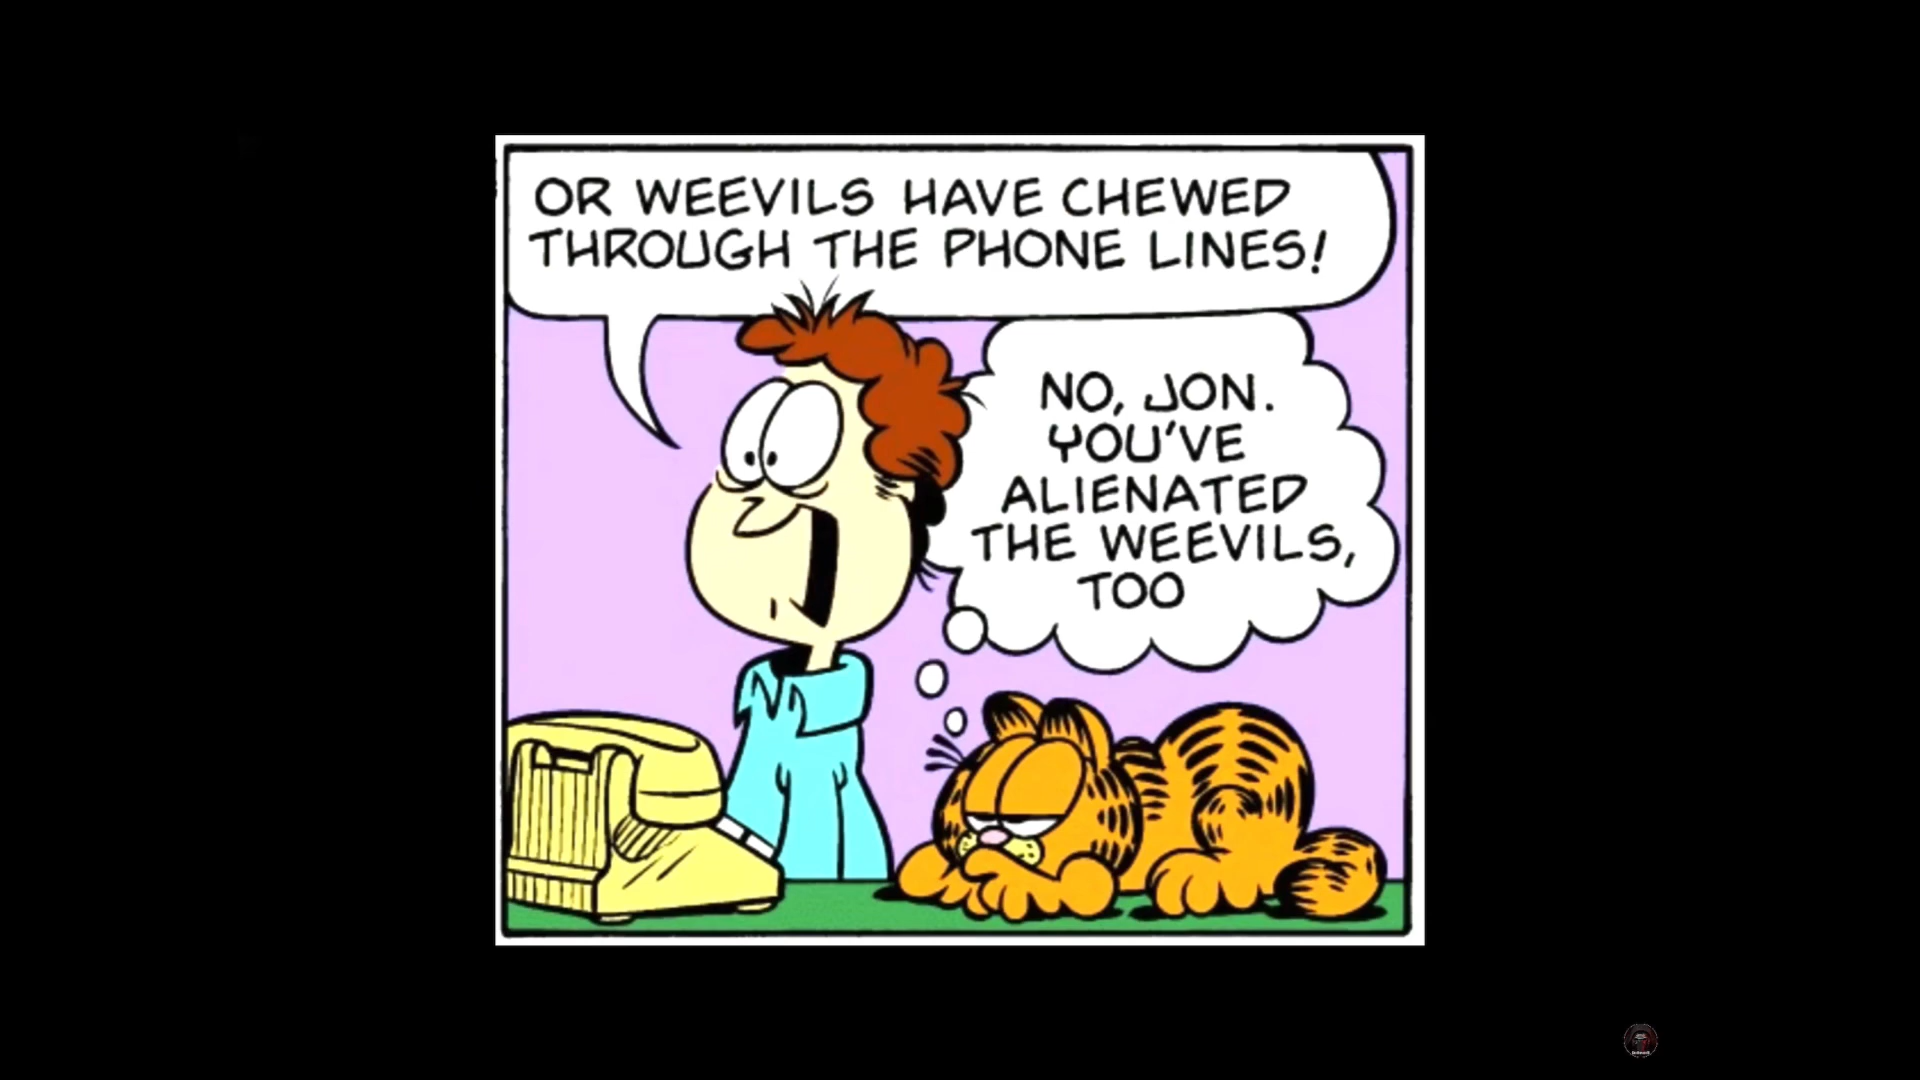 OR WEEVILS HAVE CHEWED
THROUGH THE PHONE LINES!
NO, JON.
YOU'VE
ALIENATED
THE WEEVILS,
TOO